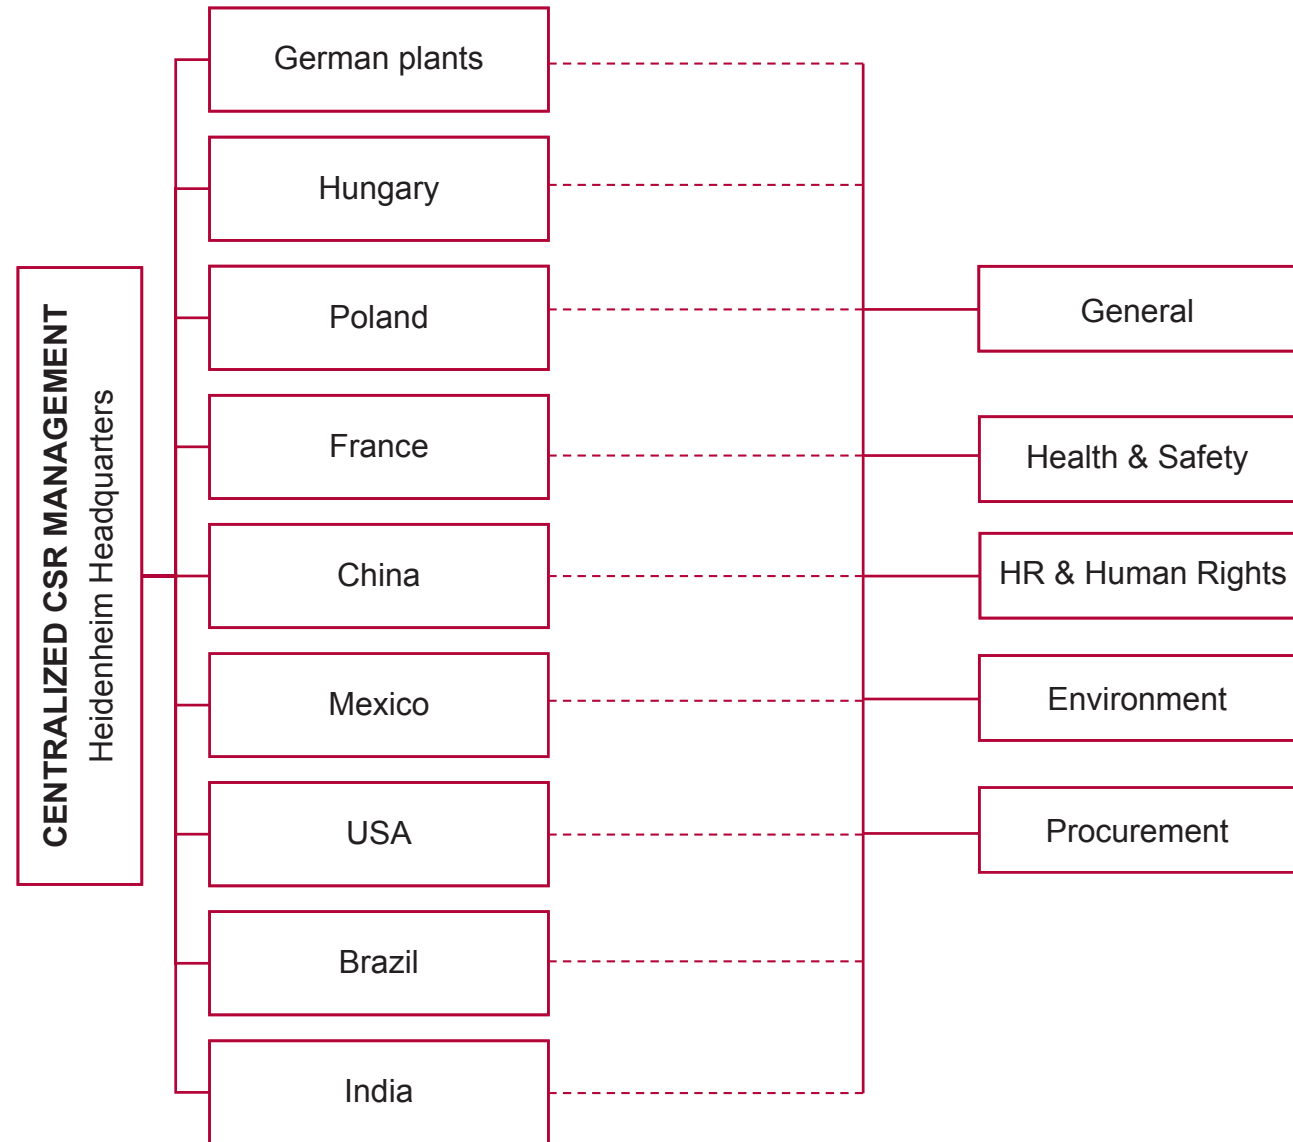 CENTRALIZED CSR MANAGEMENT
Heidenheim Headquarters
German plants
Hungary
Poland
France
China
Mexico
USA
Brazil
India
General
Health & Safety
HR & Human Rights
Environment
Procurement